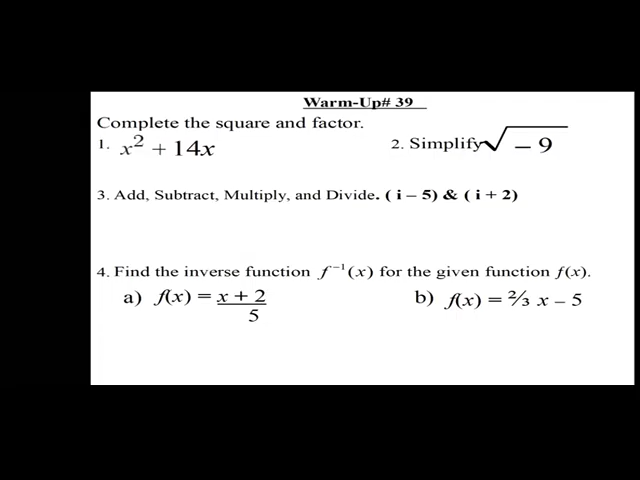 Warm-Up# 39
Complete the square and factor.
1. x² + 14x 2. Simplify √–9
3. Add, Subtract, Multiply, and Divide. ( i – 5) & ( i + 2)
4. Find the inverse function f⁻¹(x) for the given function f(x).
a) f(x) = x + 2 b) f(x) = ⅔ x – 5
5